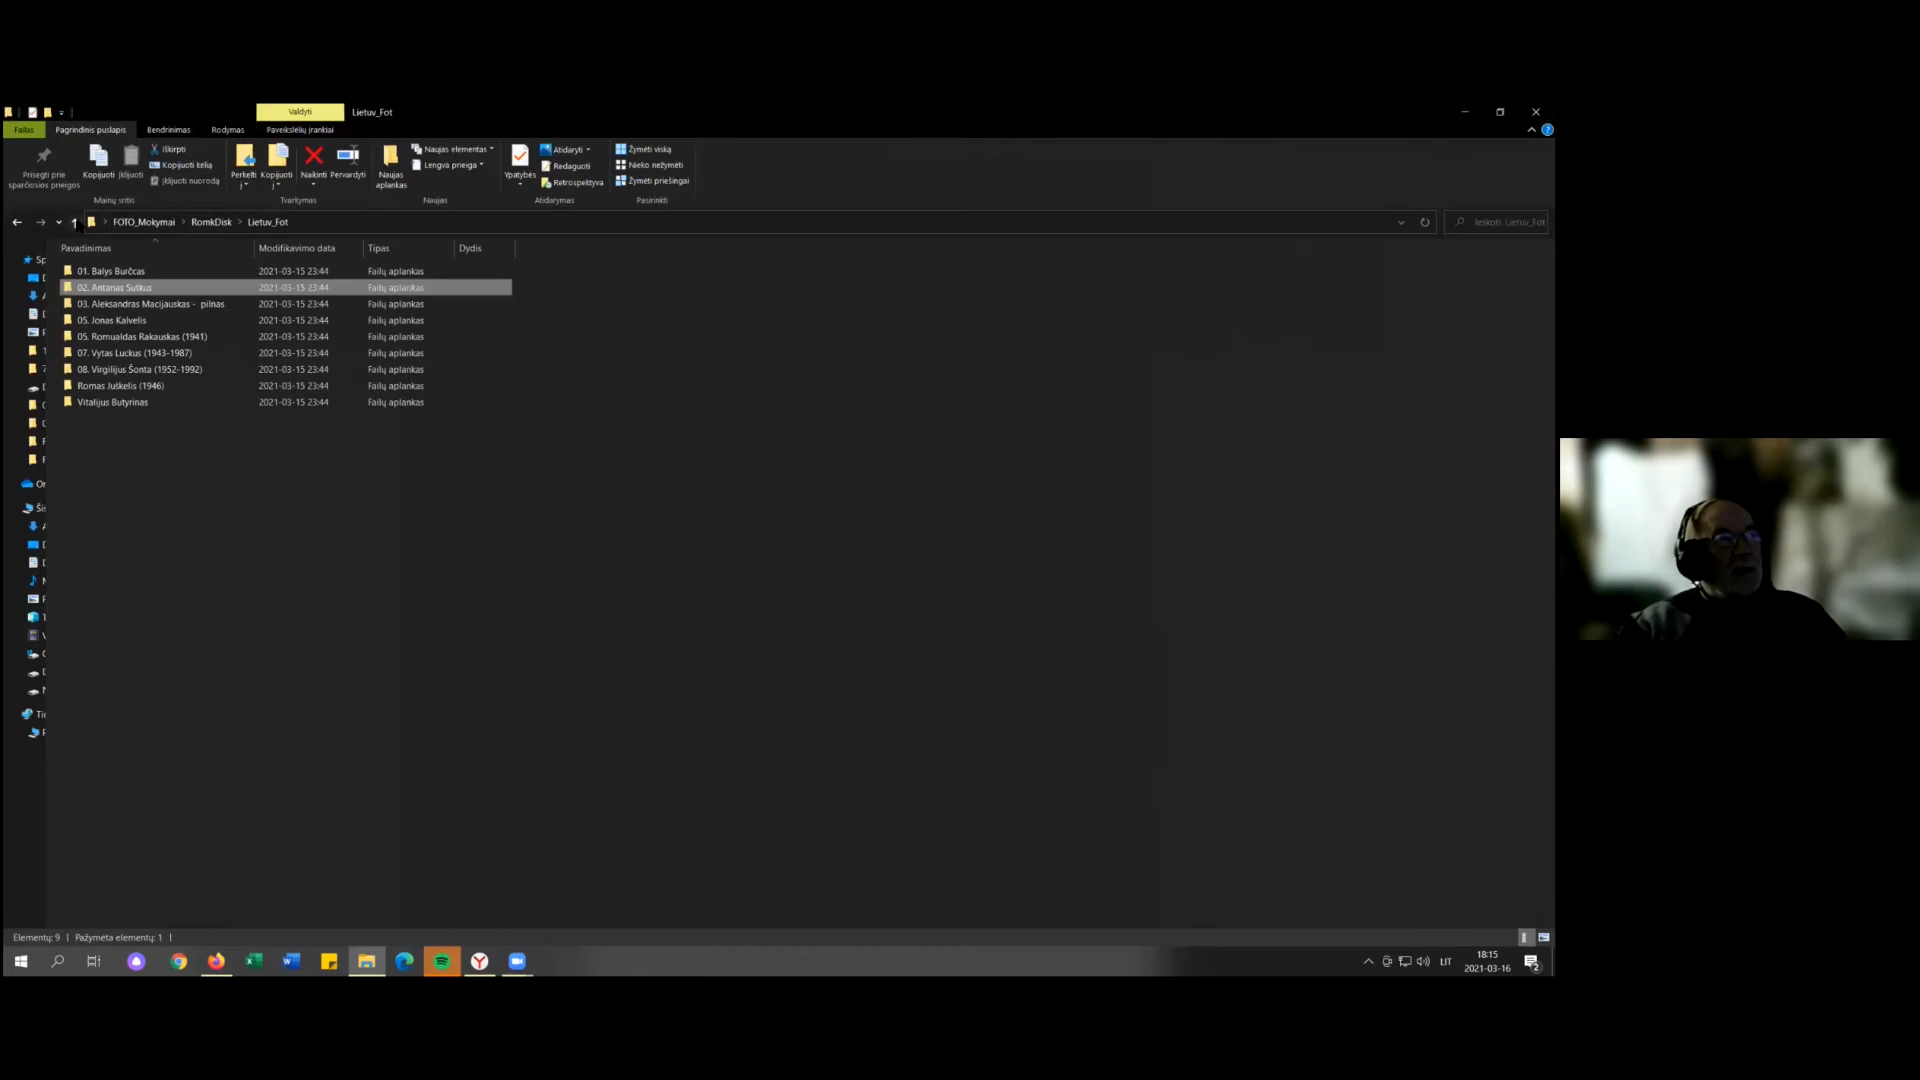 Valdyti Lietuv_Fot
Failas Pagrindinis puslapis Bendrinimas Rodymas Paveikslėlių įrankiai
Prisegti prie sparčiosios prieigos
Kopijuoti
Įklijuoti
Iškirpti
Kopijuoti kelią
Įklijuoti nuorodą
Mainų sritis
Perkelti į
Kopijuoti į
Naikinti
Pervardyti
Tvarkymas
Naujas aplankas
Naujas elementas
Lengva prieiga
Naujas
Ypatybės
Atidaryti
Redaguoti
Retrospektyva
Atidarymas
Žymėti viską
Nieko nežymėti
Žymėti priešingai
Pasirinkti
FOTO_Mokymai > RomkDisk > Lietuv_Fot
Ieškoti: Lietuv_Fot
Pavadinimas Modifikavimo data Tipas Dydis
01. Balys Burčcas 2021-03-15 23:44 Failų aplankas
02. Antanas Sutkus 2021-03-15 23:44 Failų aplankas
03. Aleksandras Macijauskas - pilnas 2021-03-15 23:44 Failų aplankas
05. Jonas Kalvelis 2021-03-15 23:44 Failų aplankas
05. Romualdas Rakauskas (1941) 2021-03-15 23:44 Failų aplankas
07. Vytas Luckus (1943-1987) 2021-03-15 23:44 Failų aplankas
08. Virgilijus Šonta (1952-1992) 2021-03-15 23:44 Failų aplankas
Romas Juškelis (1946) 2021-03-15 23:44 Failų aplankas
Vitalijus Butyrinas 2021-03-15 23:44 Failų aplankas
Elementų: 9 | Pažymėta elementų: 1 |
LIT
18:15
2021-03-16
2